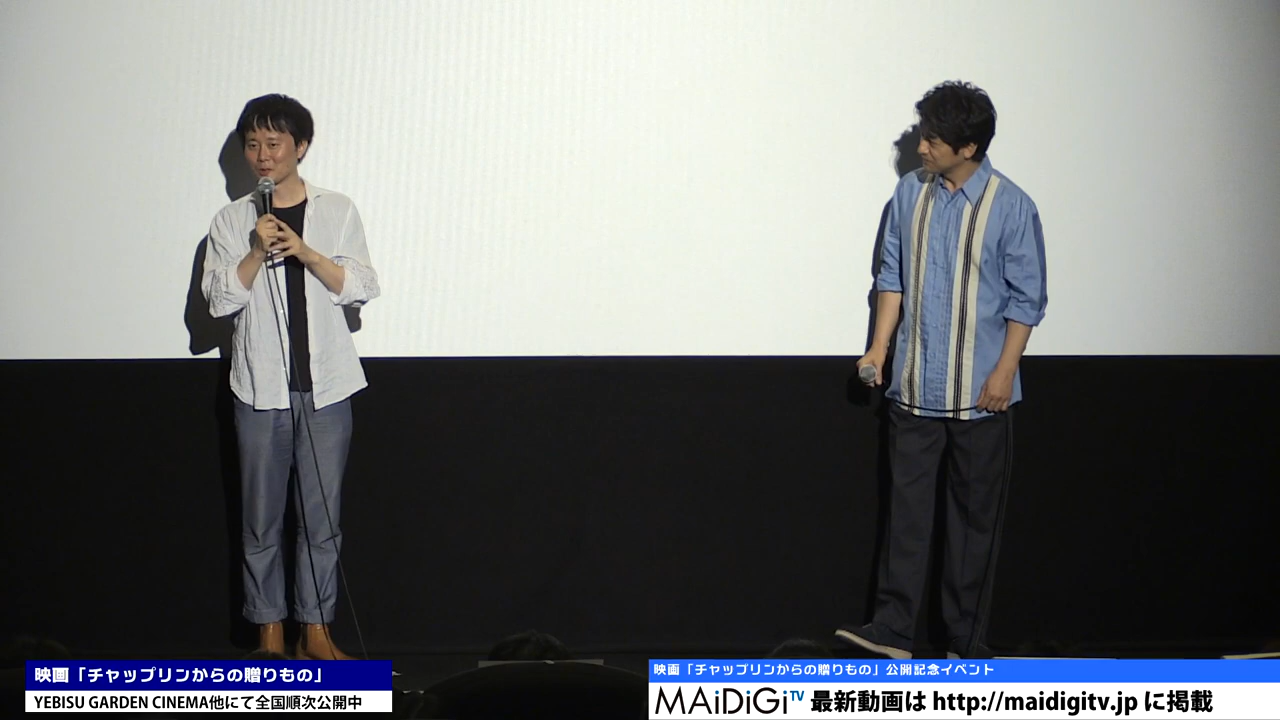 映画「チャップリンからの贈りもの」
YEBISU GARDEN CINEMA他にて全国順次公開中
映画「チャップリンからの贈りもの」公開記念イベント
MAiDiGiTV 最新動画は http://maidigitv.jp に掲載